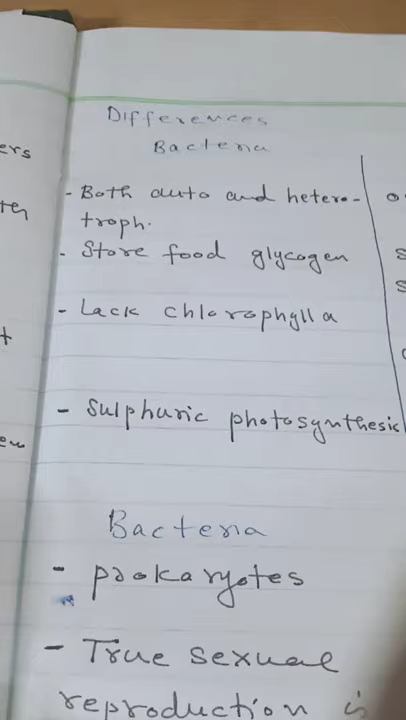 Differences
Bacteria
- Both auto and hetero-
troph.
- Store food glycogen
- Lack chlorophyll a
- Sulphuric photosynthesis
Bacteria
- prokaryotes
- True sexual
reproduction is